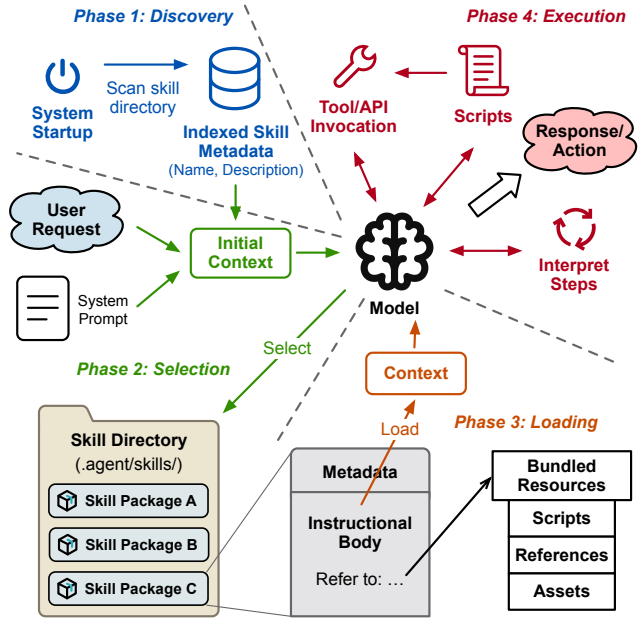 Phase 1: Discovery
Phase 4: Execution
System
Startup
Scan skill
directory
Indexed Skill
Metadata
(Name, Description)
Tool/API
Invocation
Scripts
Response/
Action
User
Request
Initial
Context
System
Prompt
Model
Interpret
Steps
Phase 2: Selection
Select
Context
Load
Phase 3: Loading
Skill Directory
(.agent/skills/)
Skill Package A
Skill Package B
Skill Package C
Metadata
Instructional
Body
Refer to: ...
Bundled
Resources
Scripts
References
Assets